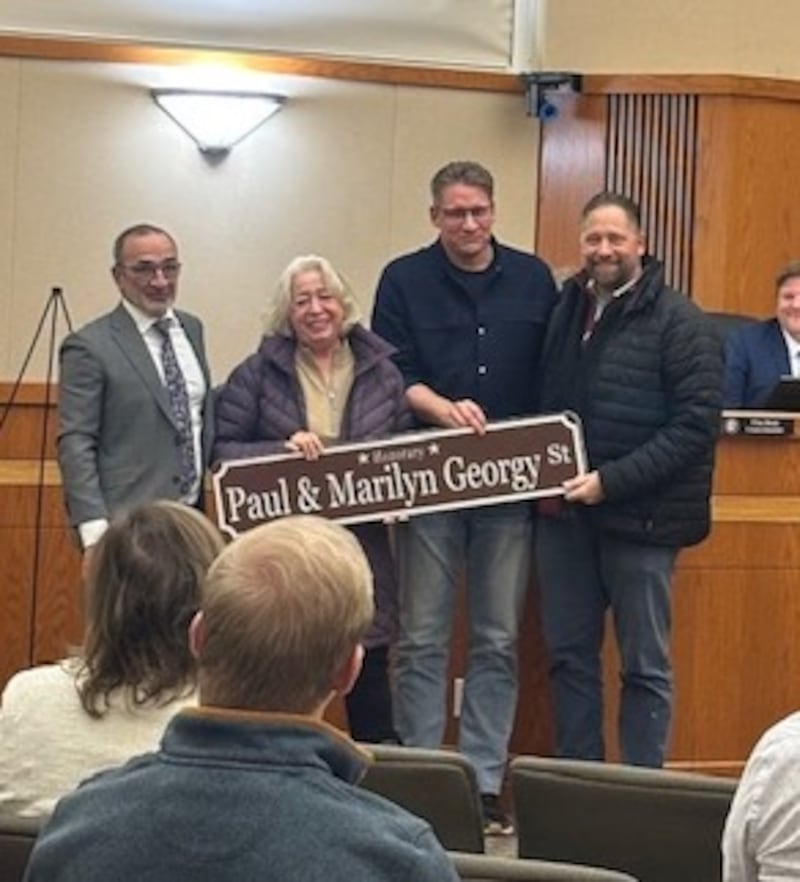 ★ Honorary ★
Paul & Marilyn Georgy St